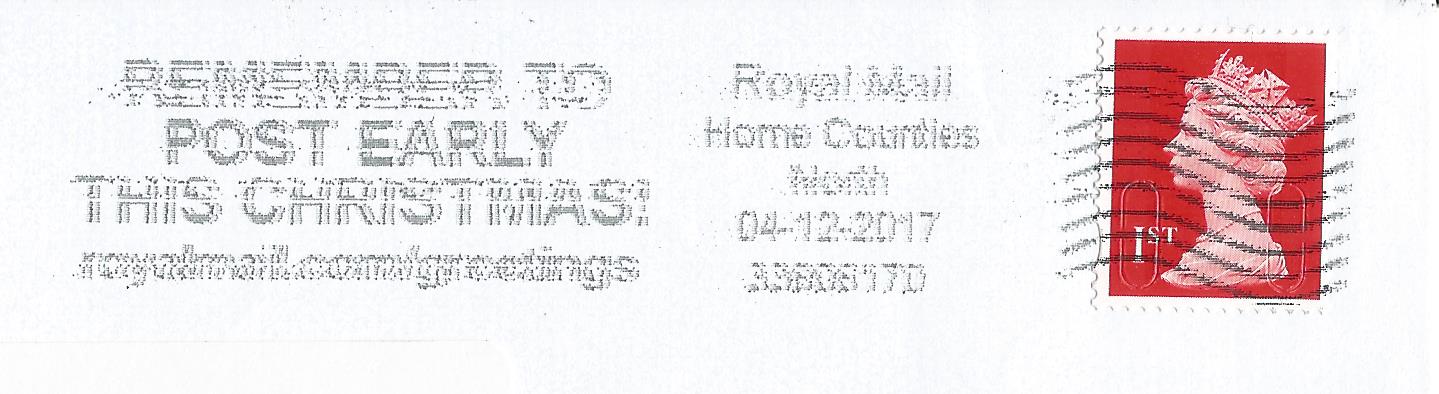 REMEMBER TO
POST EARLY
THIS CHRISTMAS!
royalmail.com/greetings
Royal Mail
Home Counties
North
04-12-2017
1ST